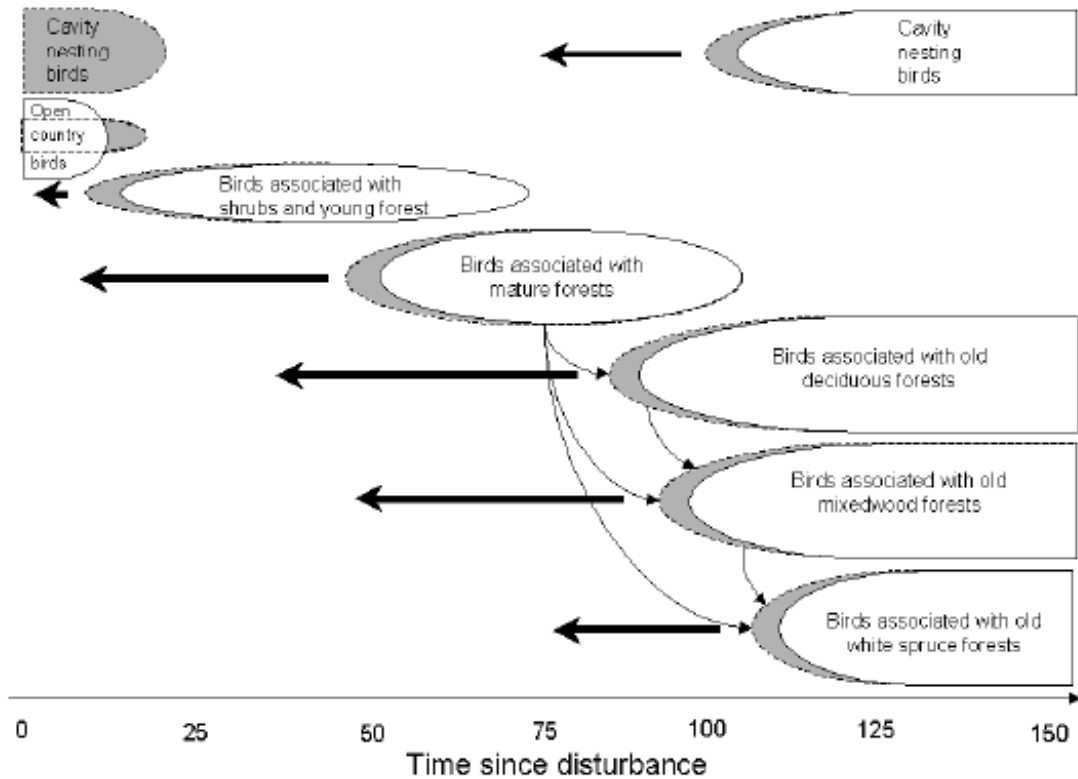 Cavity
nesting
birds
Cavity
nesting
birds
Open
country
birds
Birds associated with
shrubs and young forest
Birds associated with
mature forests
Birds associated with old
deciduous forests
Birds associated with old
mixedwood forests
Birds associated with old
white spruce forests
0 25 50 75 100 125 150
Time since disturbance